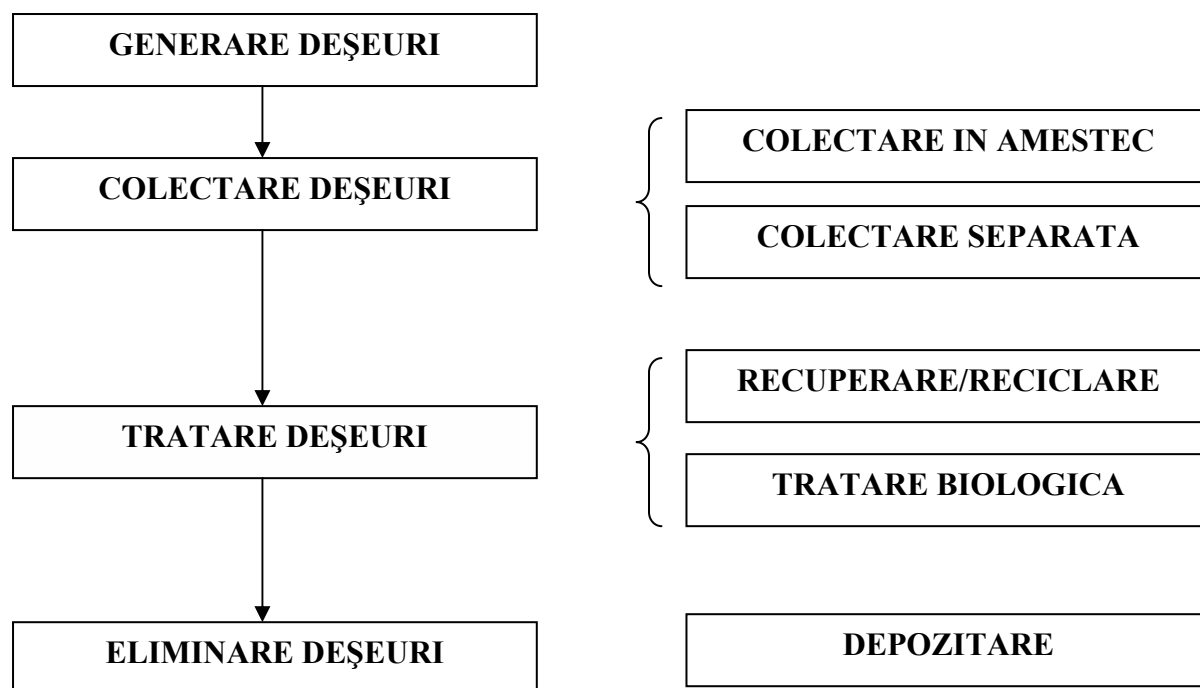 GENERARE DEŞEURI
COLECTARE DEŞEURI
COLECTARE IN AMESTEC
COLECTARE SEPARATA
TRATARE DEŞEURI
RECUPERARE/RECICLARE
TRATARE BIOLOGICA
ELIMINARE DEŞEURI
DEPOZITARE